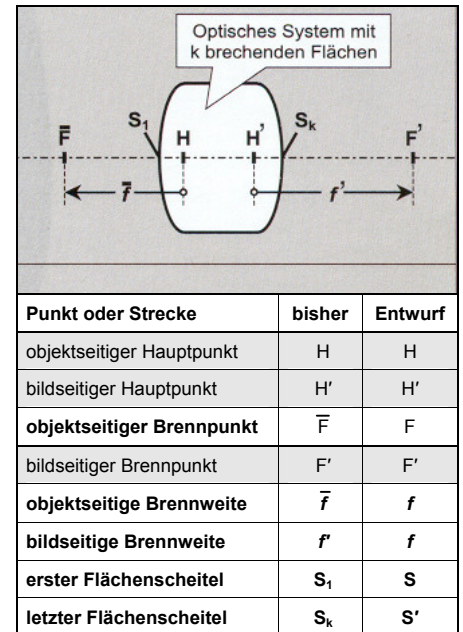 Optisches System mit
k brechenden Flächen
F̅ S₁ H H′ Sₖ F′
f̅ f′
Punkt oder Strecke bisher Entwurf
objektseitiger Hauptpunkt H H
bildseitiger Hauptpunkt H′ H′
objektseitiger Brennpunkt F̅ F
bildseitiger Brennpunkt F′ F′
objektseitige Brennweite f̅ f
bildseitige Brennweite f′ f
erster Flächenscheitel S₁ S
letzter Flächenscheitel Sₖ S′